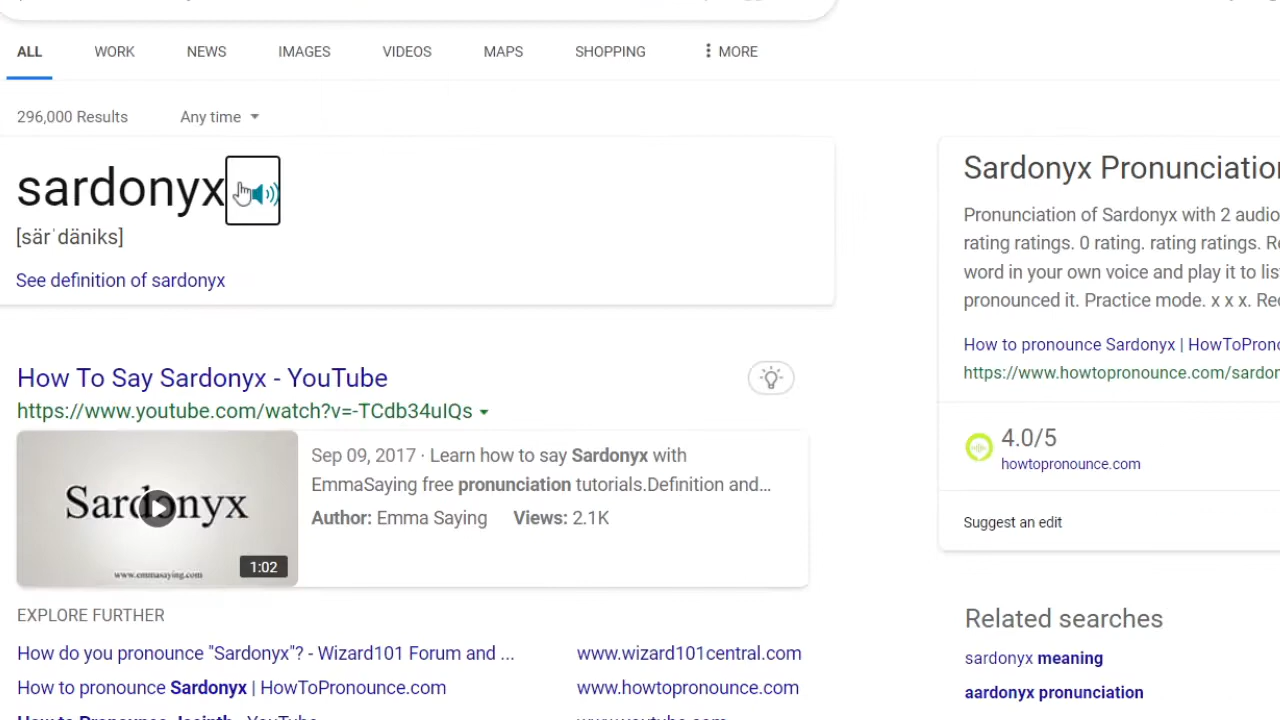 ALL WORK NEWS IMAGES VIDEOS MAPS SHOPPING MORE
296,000 Results Any time
sardonyx
[särˈdäniks]
See definition of sardonyx
How To Say Sardonyx - YouTube
https://www.youtube.com/watch?v=-TCdb34uIQs
Sardonyx
www.emmasaying.com
1:02
Sep 09, 2017 · Learn how to say Sardonyx with
EmmaSaying free pronunciation tutorials.Definition and...
Author: Emma Saying Views: 2.1K
EXPLORE FURTHER
How do you pronounce "Sardonyx"? - Wizard101 Forum and ... www.wizard101central.com
How to pronounce Sardonyx | HowToPronounce.com www.howtopronounce.com
Sardonyx Pronunciation
Pronunciation of Sardonyx with 2 audio
rating ratings. 0 rating. rating ratings.
word in your own voice and play it to
pronounced it. Practice mode. x x x.
How to pronounce Sardonyx |
https://www.howtopronounce.com/sardon
4.0/5
howtopronounce.com
Suggest an edit
Related searches
sardonyx meaning
aardonyx pronunciation